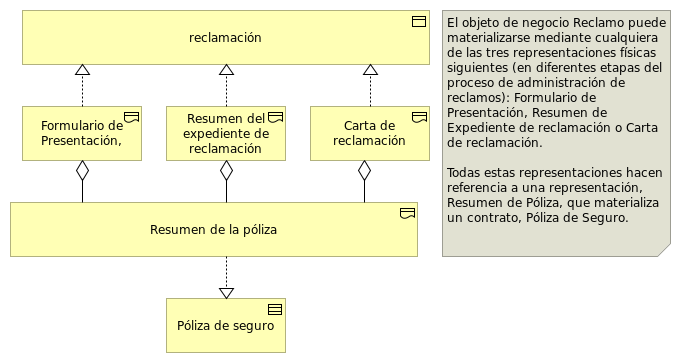 reclamación
Formulario de
Presentación,
Resumen del
expediente de
reclamación
Carta de
reclamación
Resumen de la póliza
Póliza de seguro
El objeto de negocio Reclamo puede
materializarse mediante cualquiera
de las tres representaciones físicas
siguientes (en diferentes etapas del
proceso de administración de
reclamos): Formulario de
Presentación, Resumen de
Expediente de reclamación o Carta
de reclamación.
Todas estas representaciones hacen
referencia a una representación,
Resumen de Póliza, que materializa
un contrato, Póliza de Seguro.